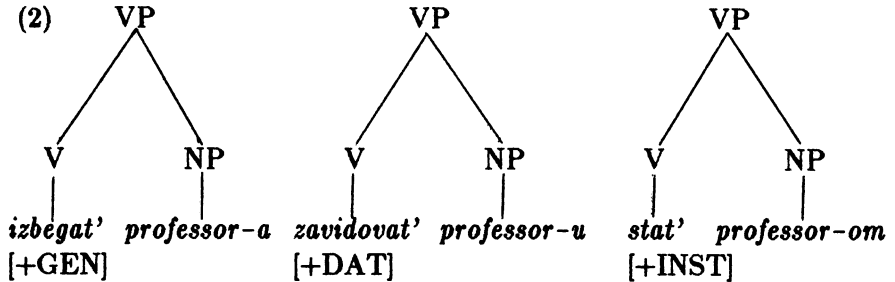 (2) VP VP VP
V NP V NP V NP
izbegat' professor-a zavidovat' professor-u stat' professor-om
[+GEN] [+DAT] [+INST]